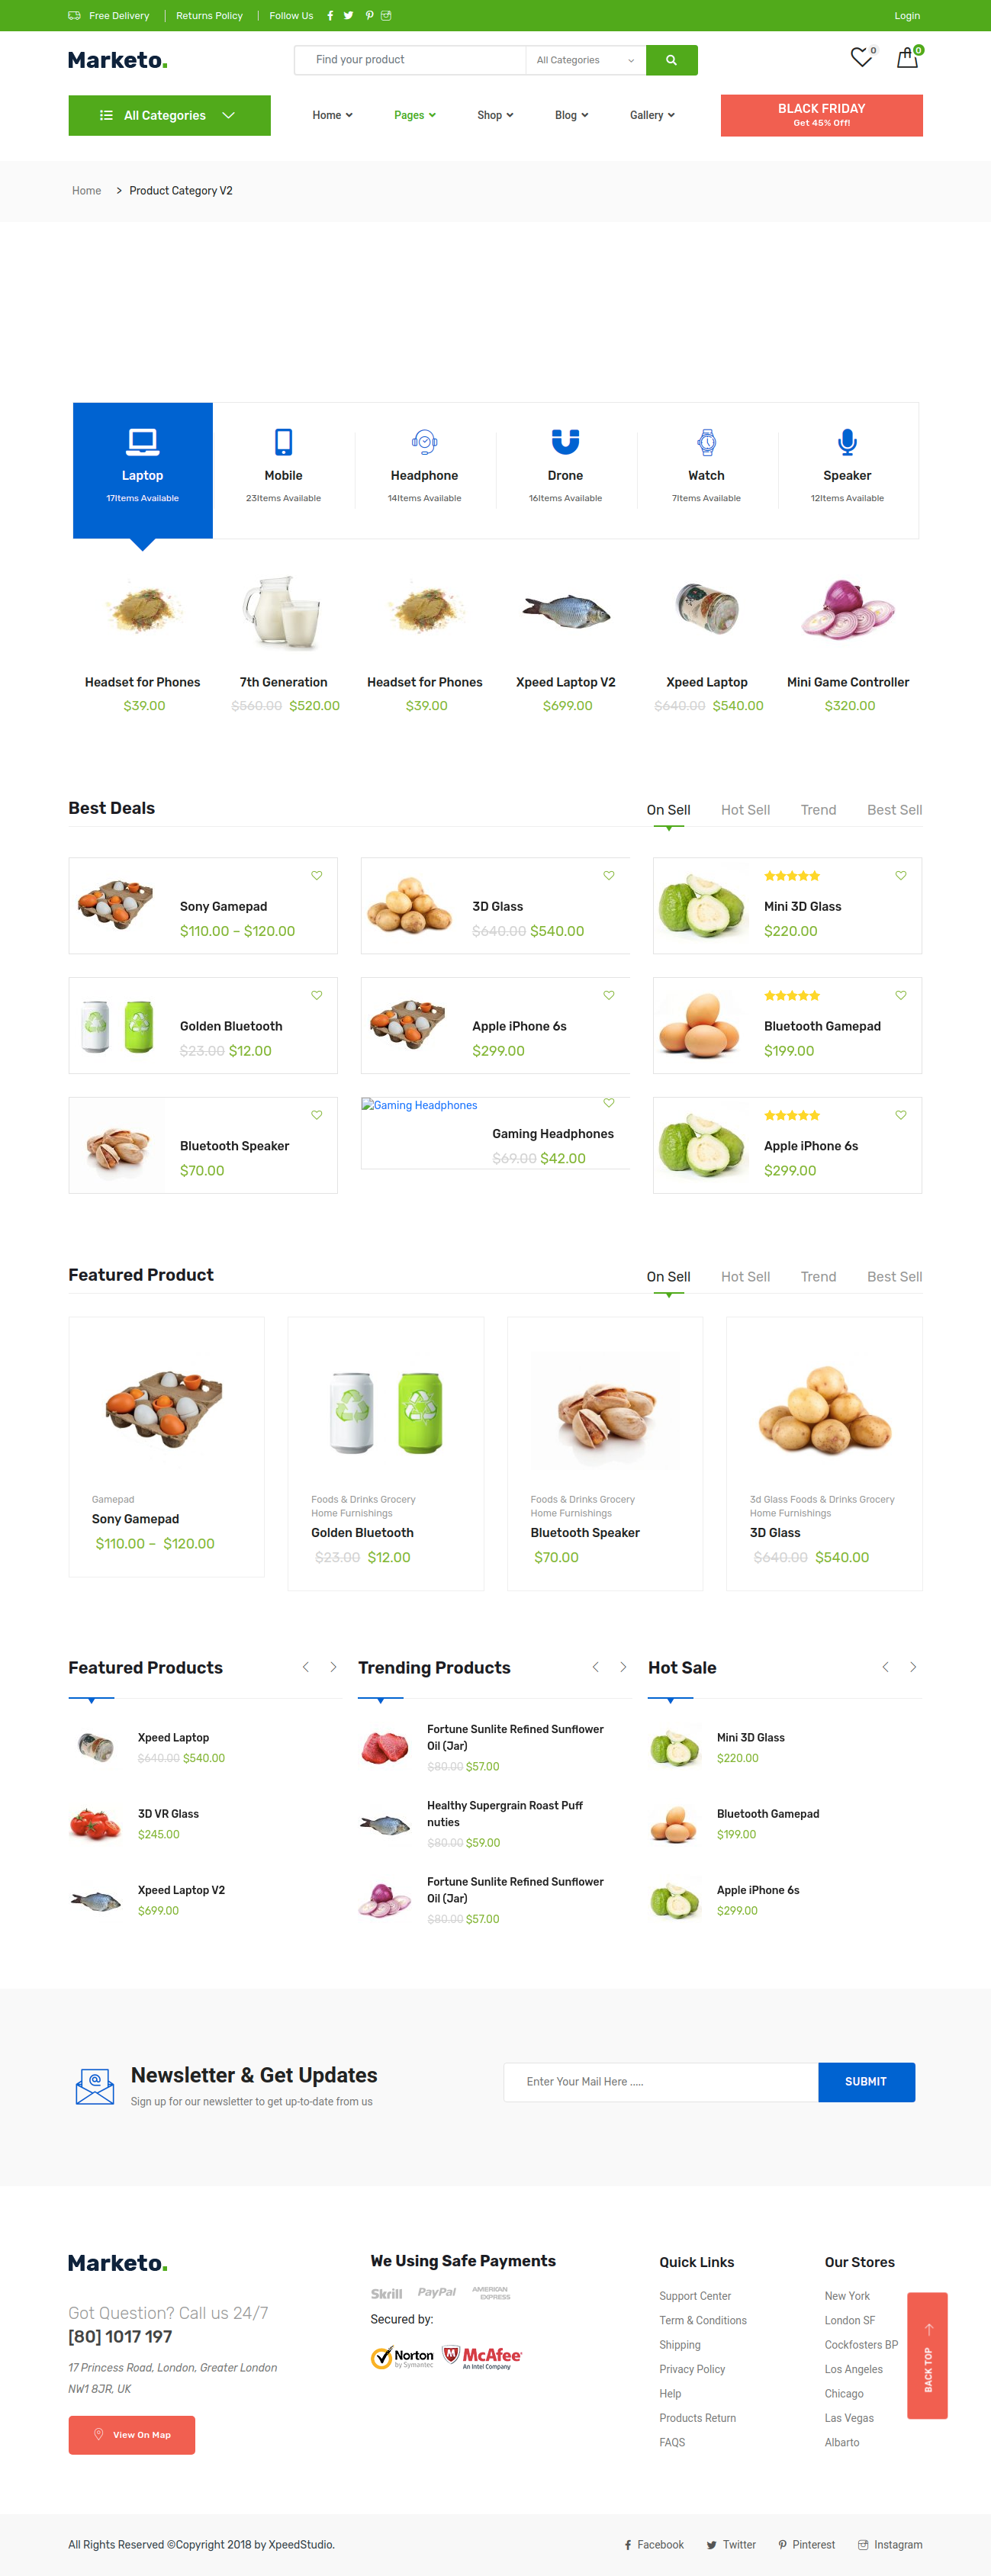 Free Delivery | Returns Policy | Follow Us
Login
Marketo.
Find your product
All Categories
0
0
All Categories
Home
Pages
Shop
Blog
Gallery
BLACK FRIDAY
Get 45% Off!
Home > Product Category V2
Laptop
17Items Available
Mobile
23Items Available
Headphone
14Items Available
Drone
16Items Available
Watch
7Items Available
Speaker
12Items Available
Headset for Phones
$39.00
7th Generation
$560.00 $520.00
Headset for Phones
$39.00
Xpeed Laptop V2
$699.00
Xpeed Laptop
$640.00 $540.00
Mini Game Controller
$320.00
Best Deals
On Sell
Hot Sell
Trend
Best Sell
Sony Gamepad
$110.00 – $120.00
3D Glass
$640.00 $540.00
Mini 3D Glass
$220.00
Golden Bluetooth
$23.00 $12.00
Apple iPhone 6s
$299.00
Bluetooth Gamepad
$199.00
Bluetooth Speaker
$70.00
Gaming Headphones
Gaming Headphones
$69.00 $42.00
Apple iPhone 6s
$299.00
Featured Product
On Sell
Hot Sell
Trend
Best Sell
Gamepad
Sony Gamepad
$110.00 – $120.00
Foods & Drinks Grocery
Home Furnishings
Golden Bluetooth
$23.00 $12.00
Foods & Drinks Grocery
Home Furnishings
Bluetooth Speaker
$70.00
3d Glass Foods & Drinks Grocery
Home Furnishings
3D Glass
$640.00 $540.00
Featured Products
Xpeed Laptop
$640.00 $540.00
3D VR Glass
$245.00
Xpeed Laptop V2
$699.00
Trending Products
Fortune Sunlite Refined Sunflower
Oil (Jar)
$80.00 $57.00
Healthy Supergrain Roast Puff
nuties
$80.00 $59.00
Fortune Sunlite Refined Sunflower
Oil (Jar)
$80.00 $57.00
Hot Sale
Mini 3D Glass
$220.00
Bluetooth Gamepad
$199.00
Apple iPhone 6s
$299.00
Newsletter & Get Updates
Sign up for our newsletter to get up-to-date from us
Enter Your Mail Here .....
SUBMIT
Marketo.
Got Question? Call us 24/7
[80] 1017 197
17 Princess Road, London, Greater London
NW1 8JR, UK
View On Map
We Using Safe Payments
Skrill
PayPal
AMERICAN
EXPRESS
Secured by:
Norton
by Symantec
McAfee
An Intel Company
Quick Links
Support Center
Term & Conditions
Shipping
Privacy Policy
Help
Products Return
FAQS
Our Stores
New York
London SF
Cockfosters BP
Los Angeles
Chicago
Las Vegas
Albarto
BACK TOP
All Rights Reserved ©Copyright 2018 by XpeedStudio.
Facebook
Twitter
Pinterest
Instagram